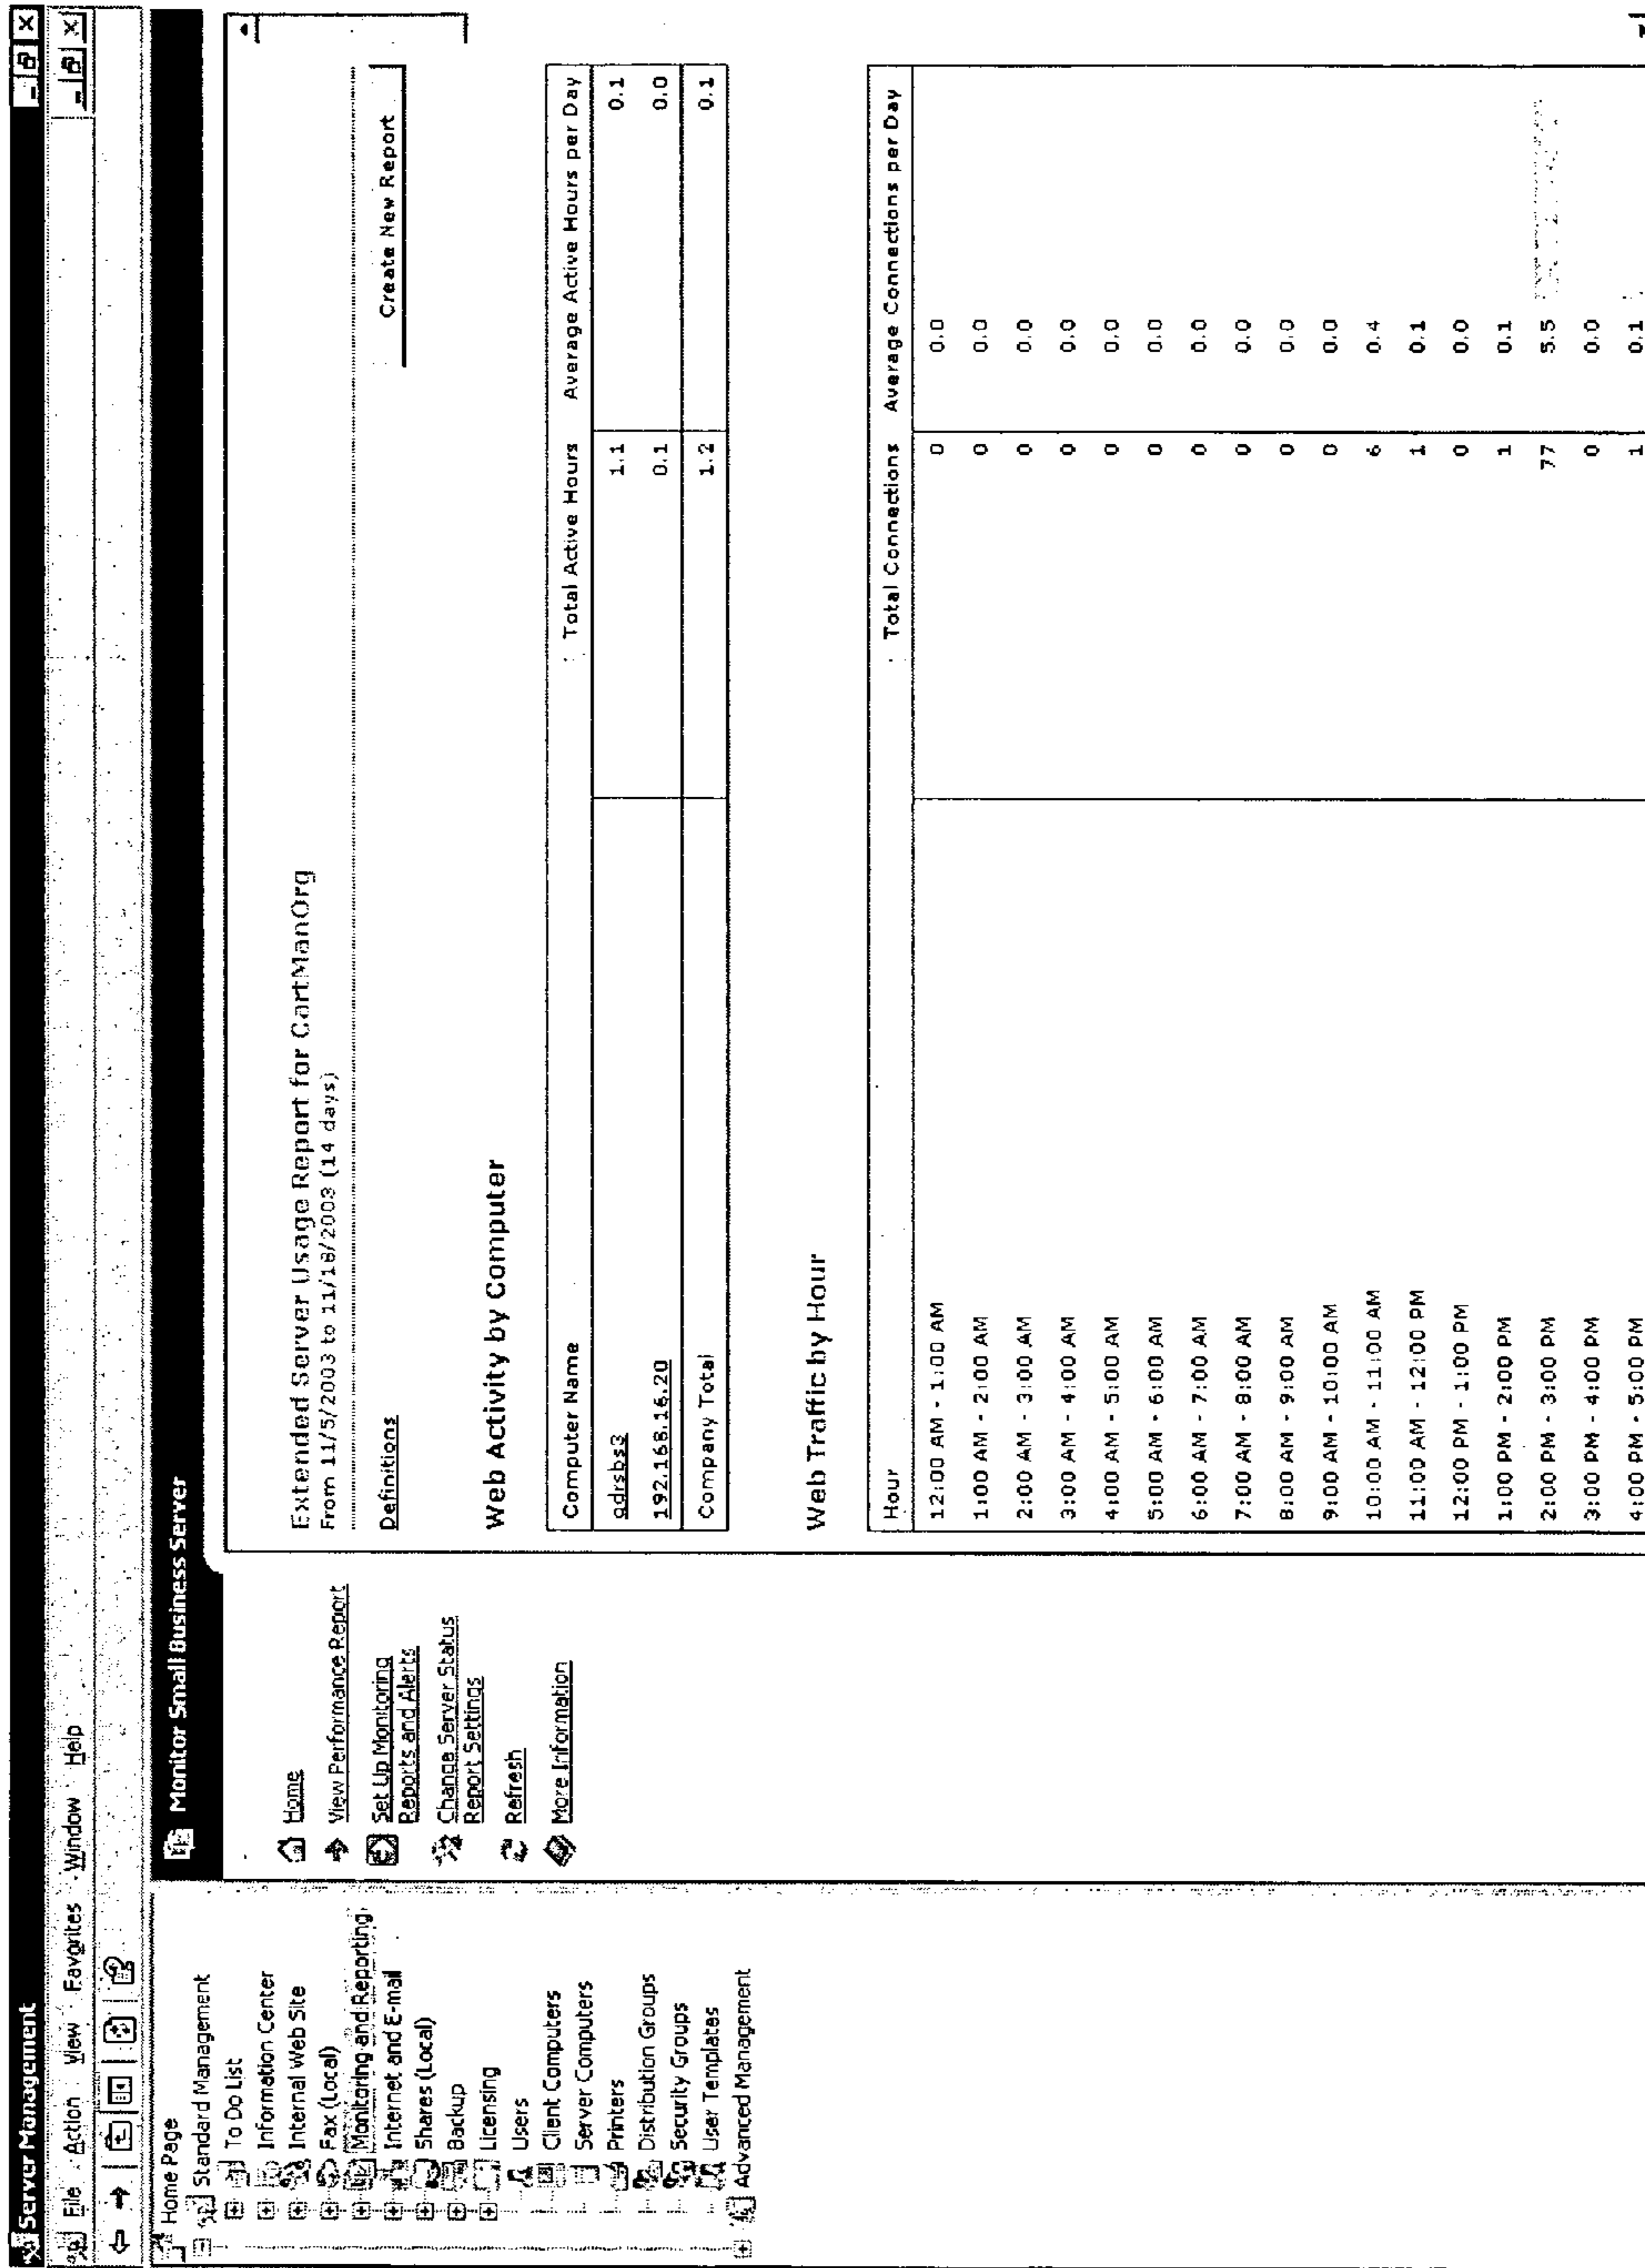 Server Management
File Action View Favorites Window Help
Home Page
Standard Management
To Do List
Information Center
Internal Web Site
Fax (Local)
Monitoring and Reporting
Internet and E-mail
Shares (Local)
Backup
Licensing
Users
Client Computers
Server Computers
Printers
Distribution Groups
Security Groups
User Templates
Advanced Management
Monitor Small Business Server
Home
View Performance Report
Set Up Monitoring
Reports and Alerts
Change Server Status
Report Settings
Refresh
More Information
Extended Server Usage Report for CartManOrg
From 11/5/2003 to 11/18/2003 (14 days)
Definitions
Create New Report
Web Activity by Computer
Computer Name Total Active Hours Average Active Hours per Day
qdrsbs3 1.1 0.1
192.168.16.20 0.1 0.0
Company Total 1.2 0.1
Web Traffic by Hour
Hour Total Connections Average Connections per Day
12:00 AM - 1:00 AM 0 0.0
1:00 AM - 2:00 AM 0 0.0
2:00 AM - 3:00 AM 0 0.0
3:00 AM - 4:00 AM 0 0.0
4:00 AM - 5:00 AM 0 0.0
5:00 AM - 6:00 AM 0 0.0
6:00 AM - 7:00 AM 0 0.0
7:00 AM - 8:00 AM 0 0.0
8:00 AM - 9:00 AM 0 0.0
9:00 AM - 10:00 AM 0 0.0
10:00 AM - 11:00 AM 6 0.4
11:00 AM - 12:00 PM 1 0.1
12:00 PM - 1:00 PM 0 0.0
1:00 PM - 2:00 PM 1 0.1
2:00 PM - 3:00 PM 77 5.5
3:00 PM - 4:00 PM 0 0.0
4:00 PM - 5:00 PM 1 0.1